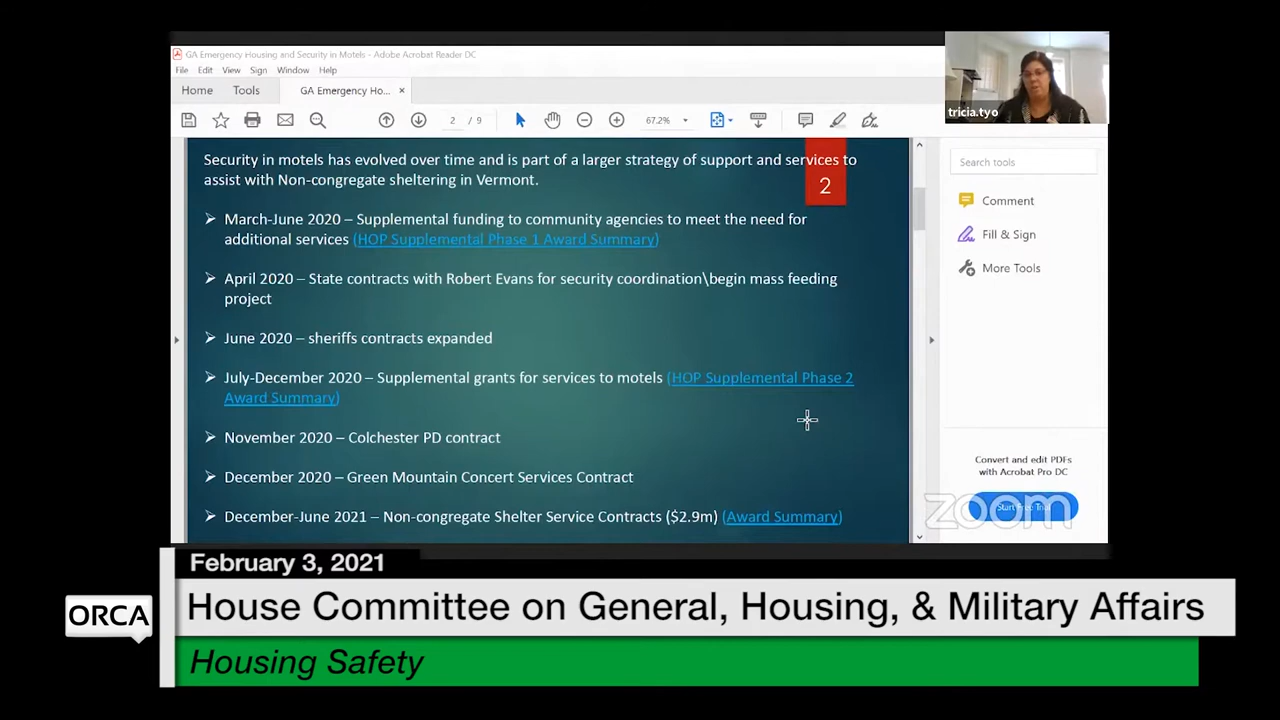 GA Emergency Housing and Security in Motels - Adobe Acrobat Reader DC
File Edit View Sign Window Help
Home Tools GA Emergency Ho... ×
2 / 9 67.2%
tricia.tyo
Security in motels has evolved over time and is part of a larger strategy of support and services to
assist with Non-congregate sheltering in Vermont.
2
➢ March-June 2020 – Supplemental funding to community agencies to meet the need for
additional services (HOP Supplemental Phase 1 Award Summary)
➢ April 2020 – State contracts with Robert Evans for security coordination\begin mass feeding
project
➢ June 2020 – sheriffs contracts expanded
➢ July-December 2020 – Supplemental grants for services to motels (HOP Supplemental Phase 2
Award Summary)
➢ November 2020 – Colchester PD contract
➢ December 2020 – Green Mountain Concert Services Contract
➢ December-June 2021 – Non-congregate Shelter Service Contracts ($2.9m) (Award Summary)
Search tools
Comment
Fill & Sign
More Tools
Convert and edit PDFs
with Acrobat Pro DC
Start Free Trial
zoom
February 3, 2021
ORCA
House Committee on General, Housing, & Military Affairs
Housing Safety